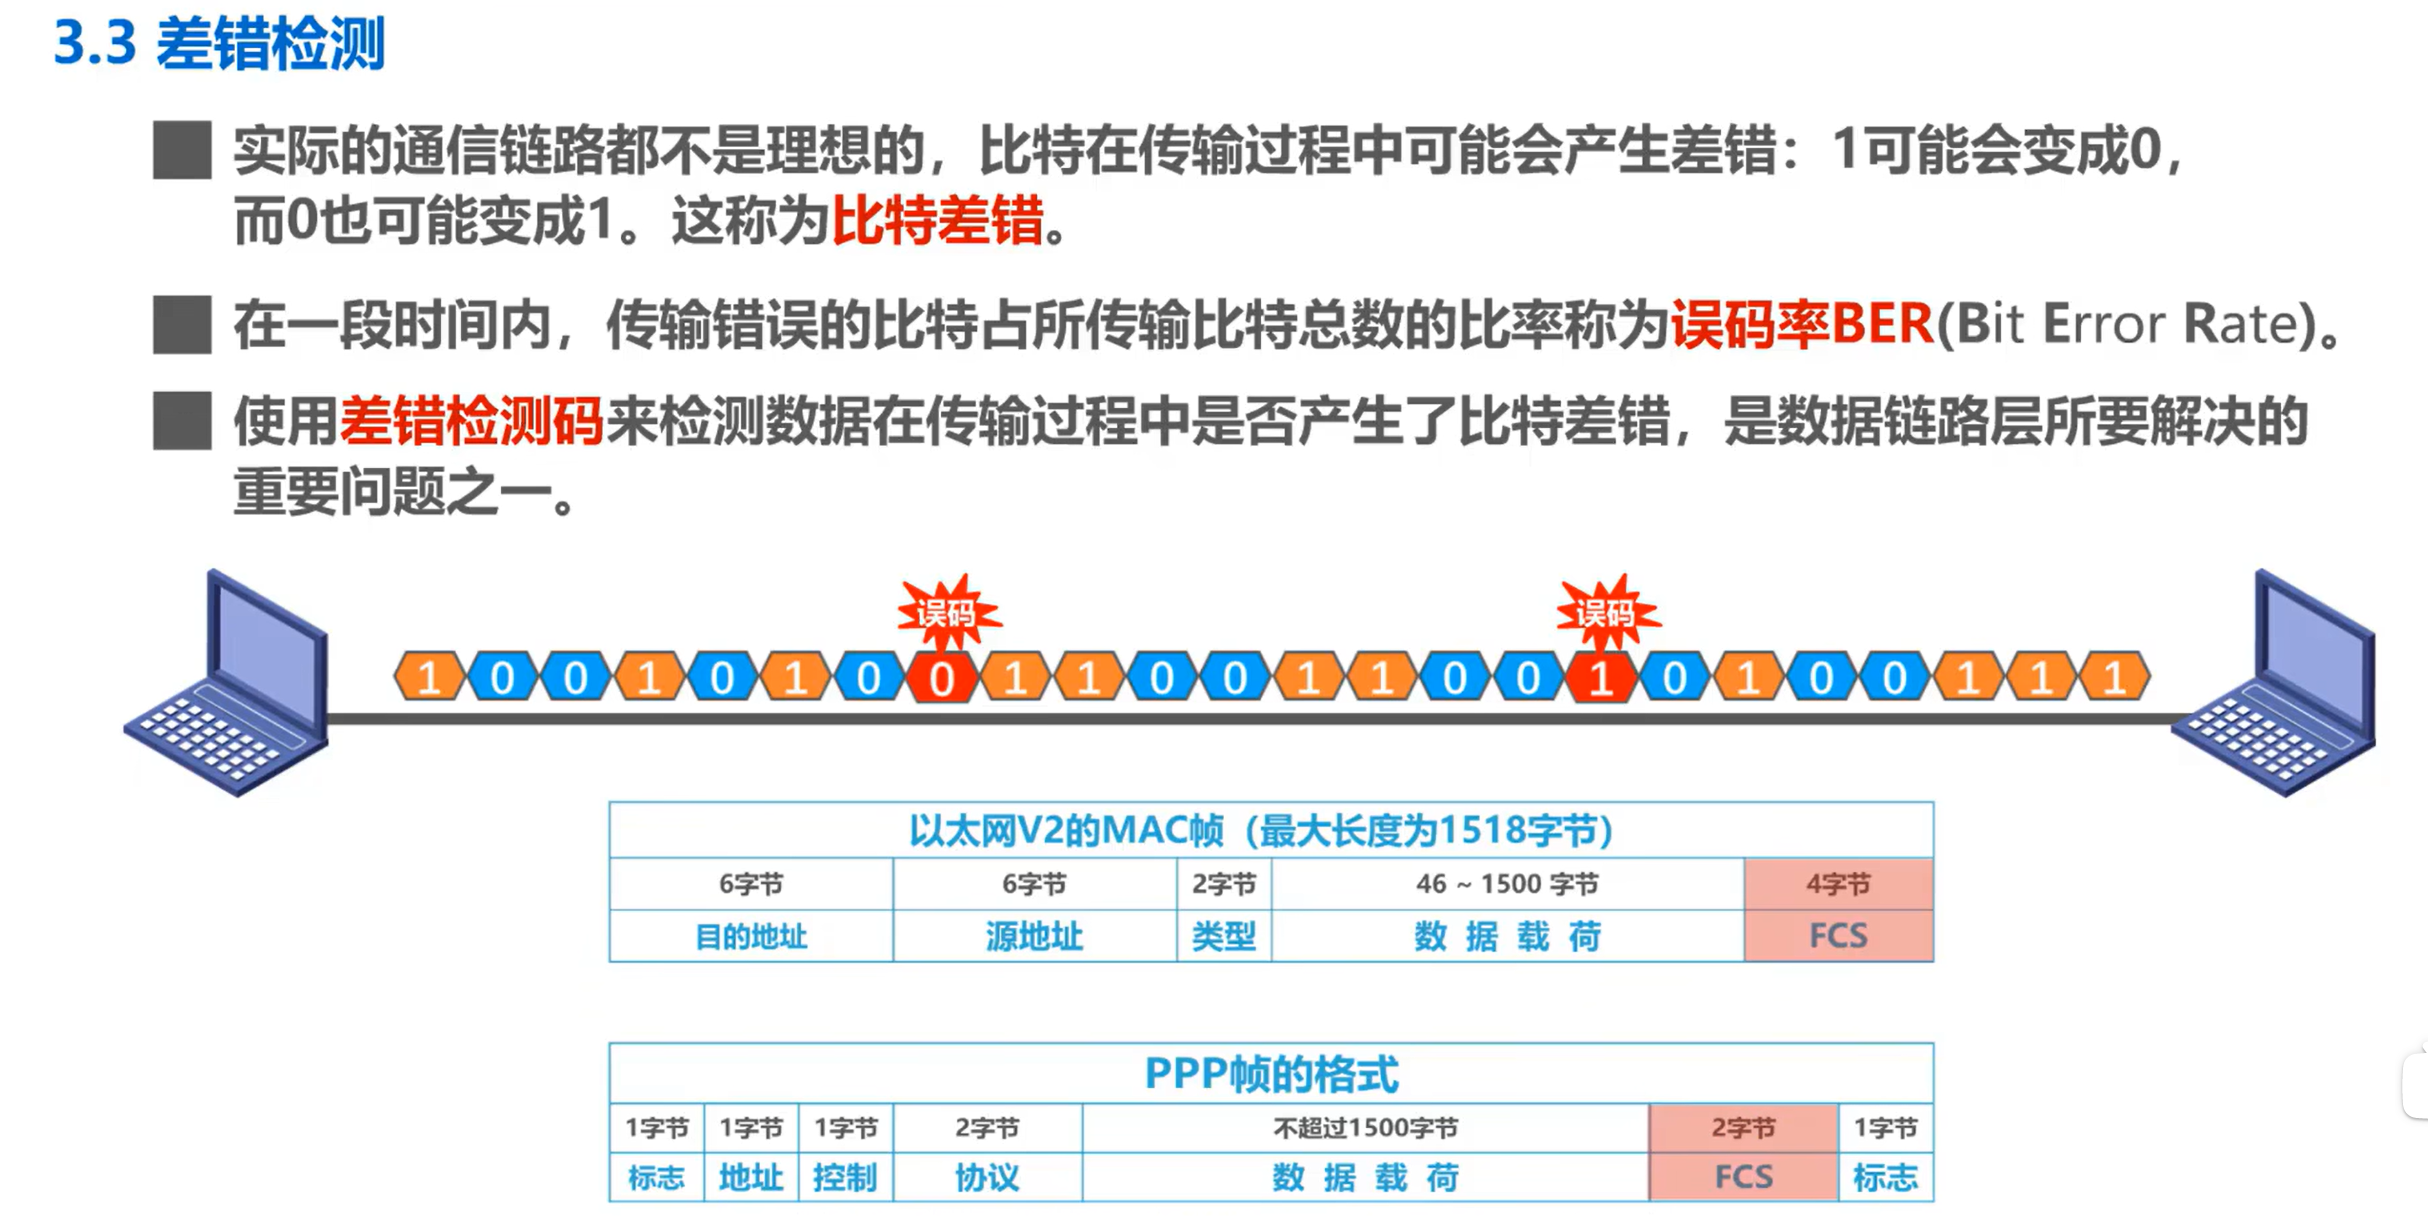 3.3 差错检测
实际的通信链路都不是理想的，比特在传输过程中可能会产生差错：1可能会变成0，
而0也可能变成1。这称为比特差错。
在一段时间内，传输错误的比特占所传输比特总数的比率称为误码率BER(Bit Error Rate)。
使用差错检测码来检测数据在传输过程中是否产生了比特差错，是数据链路层所要解决的
重要问题之一。
误码 误码
1 0 0 1 0 1 0 0 1 1 0 0 1 1 0 0 1 0 1 0 0 1 1 1
以太网V2的MAC帧（最大长度为1518字节）
6字节 6字节 2字节 46 ~ 1500 字节 4字节
目的地址 源地址 类型 数 据 载 荷 FCS
PPP帧的格式
1字节 1字节 1字节 2字节 不超过1500字节 2字节 1字节
标志 地址 控制 协议 数 据 载 荷 FCS 标志